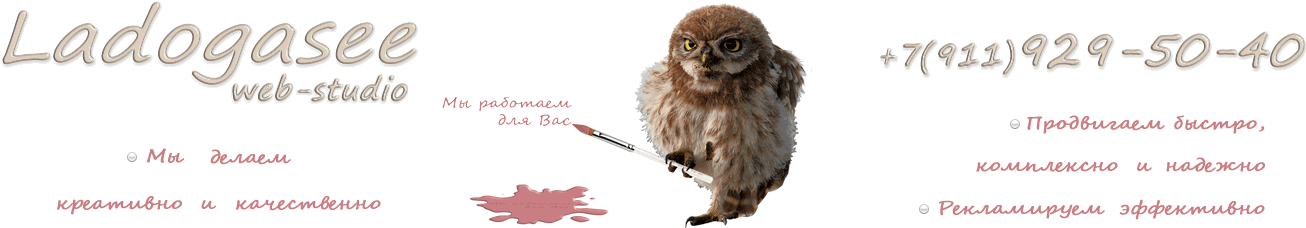 Ladogasee
web-studio
Мы делаем
креативно и качественно
Мы работаем
для Вас
+7(911)929-50-40
Продвигаем быстро,
комплексно и надежно
Рекламируем эффективно